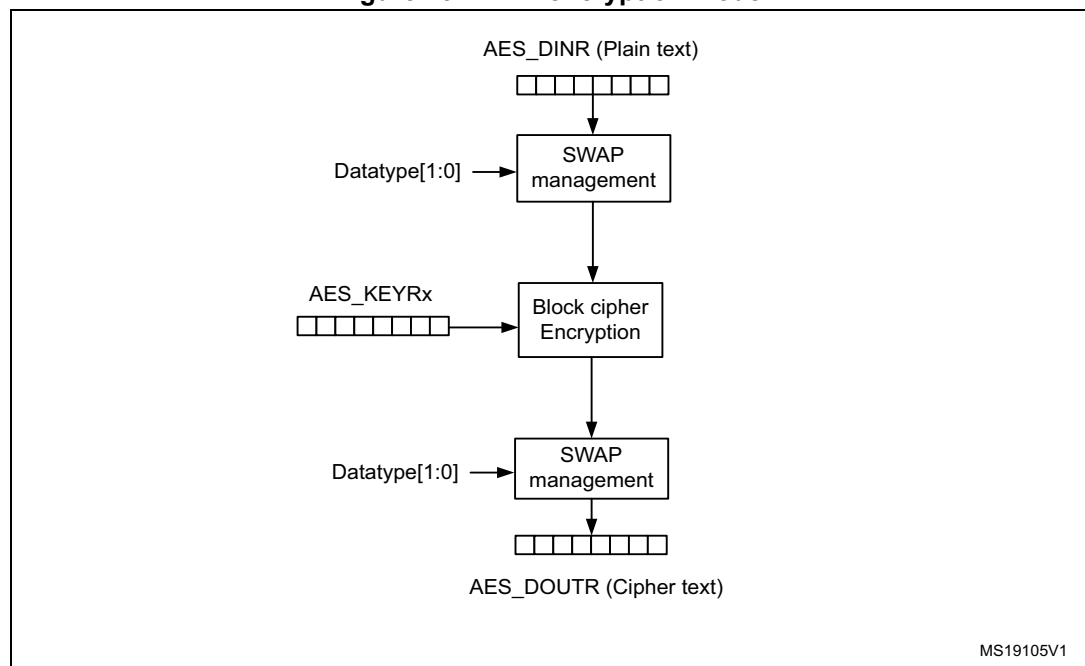 AES_DINR (Plain text)
SWAP
management
Datatype[1:0]
AES_KEYRx
Block cipher
Encryption
SWAP
management
Datatype[1:0]
AES_DOUTR (Cipher text)
MS19105V1